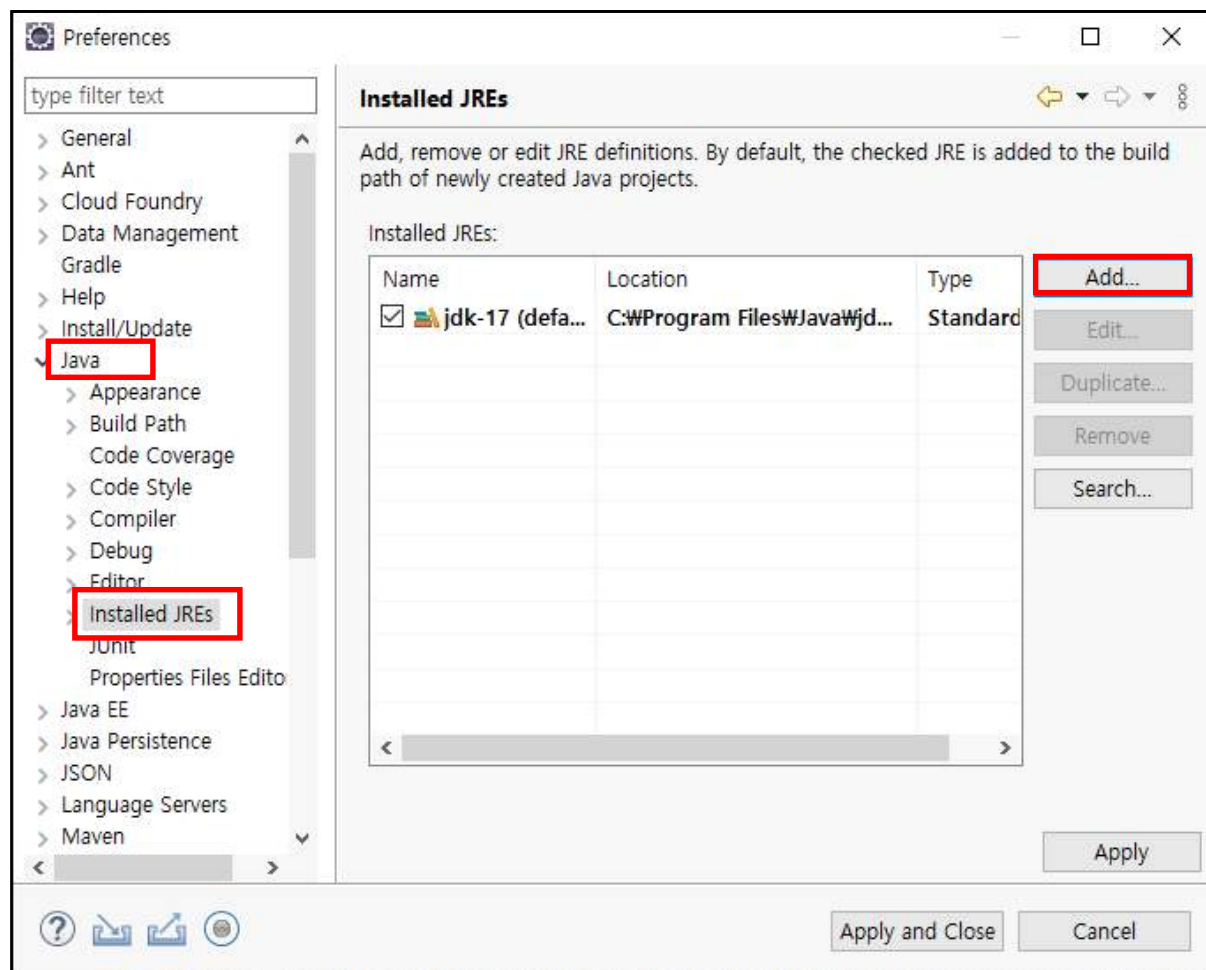 Preferences
type filter text
General
Ant
Cloud Foundry
Data Management
Gradle
Help
Install/Update
Java
Appearance
Build Path
Code Coverage
Code Style
Compiler
Debug
Editor
Installed JREs
JUnit
Properties Files Edito
Java EE
Java Persistence
JSON
Language Servers
Maven
Installed JREs
Add, remove or edit JRE definitions. By default, the checked JRE is added to the build
path of newly created Java projects.
Installed JREs:
Name Location Type
jdk-17 (defa... C:₩Program Files₩Java₩jd... Standard
Add...
Edit...
Duplicate...
Remove
Search...
Apply
Apply and Close Cancel